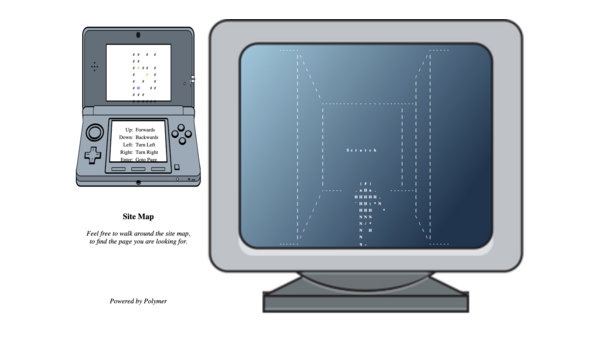 Up: Forwards
Down: Backwards
Left: Turn Left
Right: Turn Right
Enter: Goto Page
Scratch
Site Map
Feel free to walk around the site map,
to find the page you are looking for.
Powered by Polymer